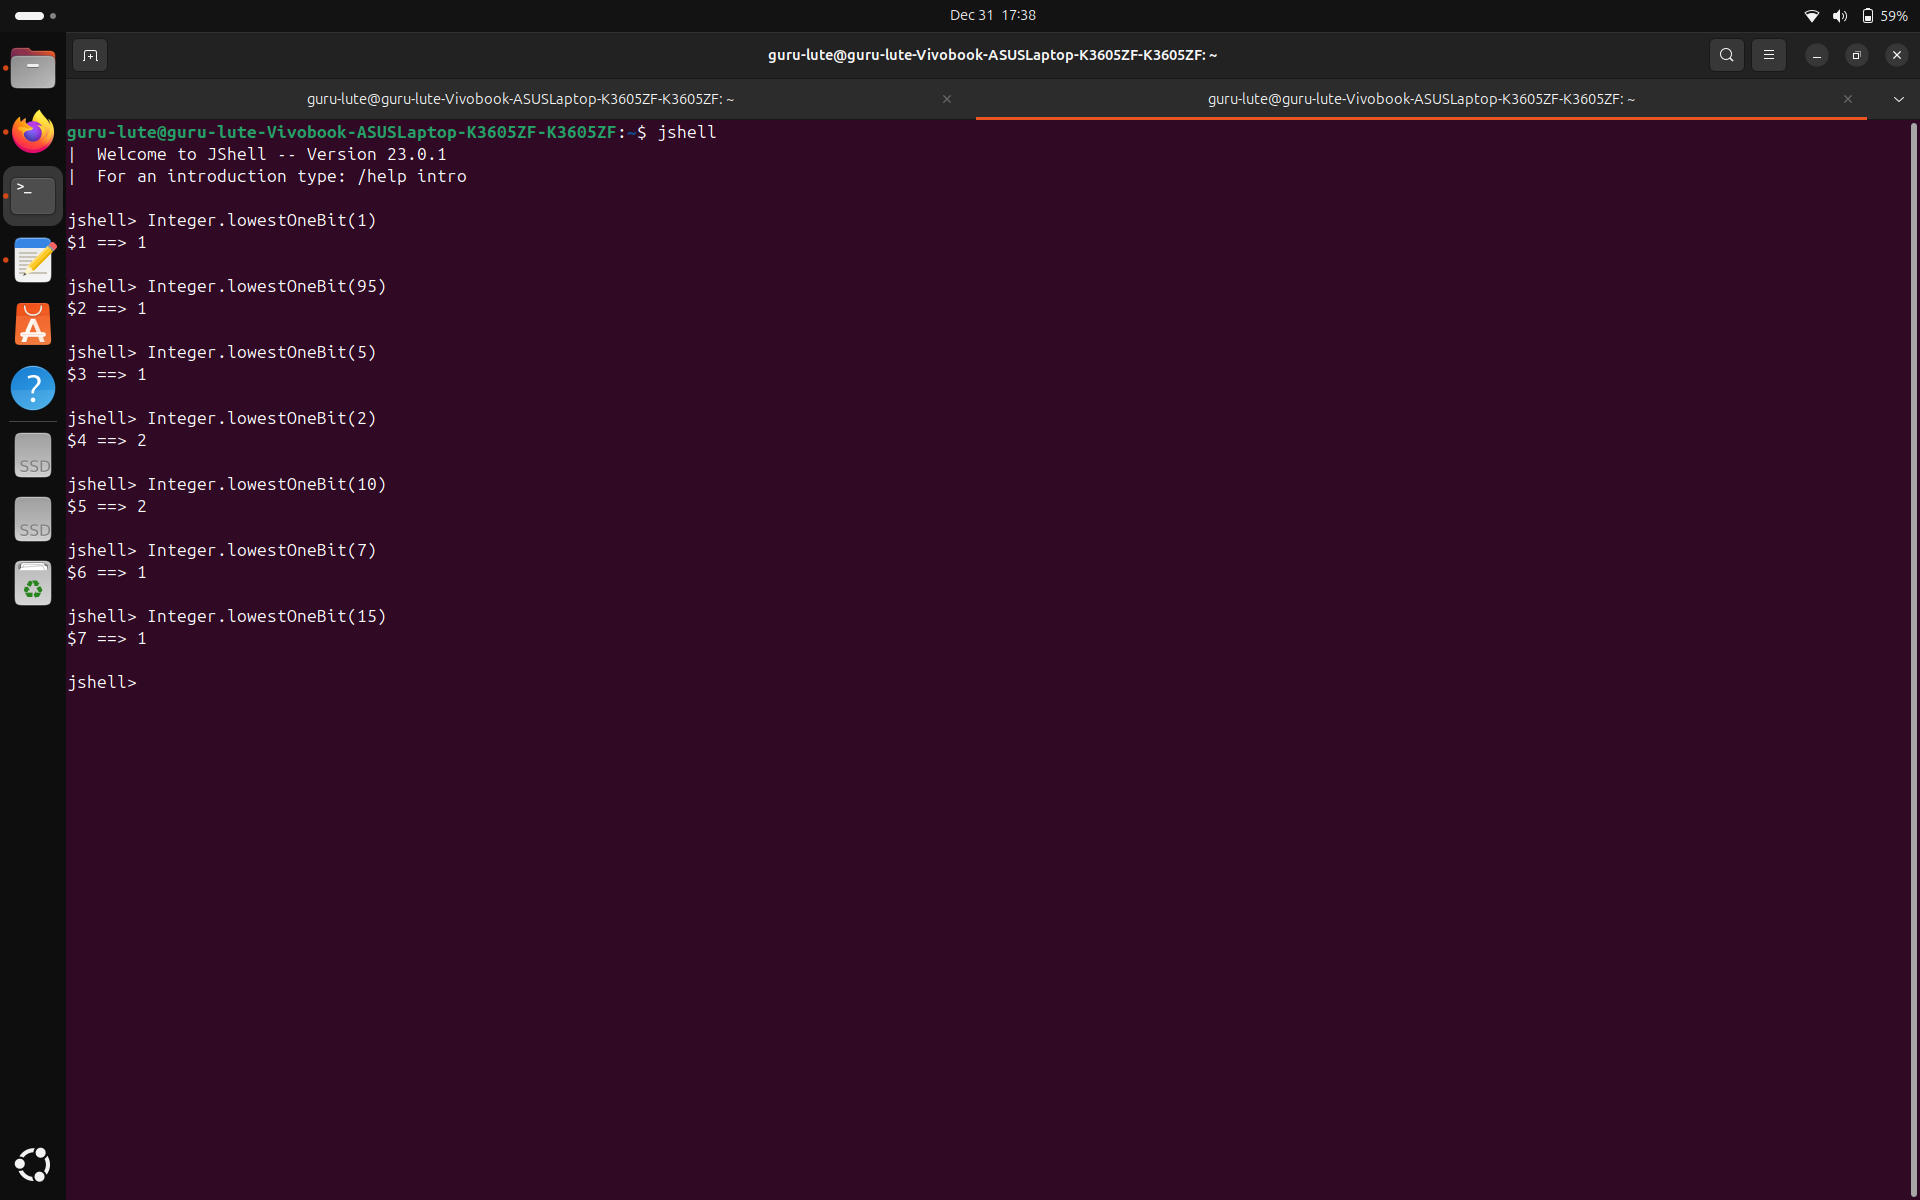 Dec 31 17:38
59%
guru-lute@guru-lute-Vivobook-ASUSLaptop-K3605ZF-K3605ZF: ~
guru-lute@guru-lute-Vivobook-ASUSLaptop-K3605ZF-K3605ZF: ~
guru-lute@guru-lute-Vivobook-ASUSLaptop-K3605ZF-K3605ZF: ~
guru-lute@guru-lute-Vivobook-ASUSLaptop-K3605ZF-K3605ZF:~$ jshell
|  Welcome to JShell -- Version 23.0.1
|  For an introduction type: /help intro
jshell> Integer.lowestOneBit(1)
$1 ==> 1
jshell> Integer.lowestOneBit(95)
$2 ==> 1
jshell> Integer.lowestOneBit(5)
$3 ==> 1
jshell> Integer.lowestOneBit(2)
$4 ==> 2
jshell> Integer.lowestOneBit(10)
$5 ==> 2
jshell> Integer.lowestOneBit(7)
$6 ==> 1
jshell> Integer.lowestOneBit(15)
$7 ==> 1
jshell>
SSD
SSD